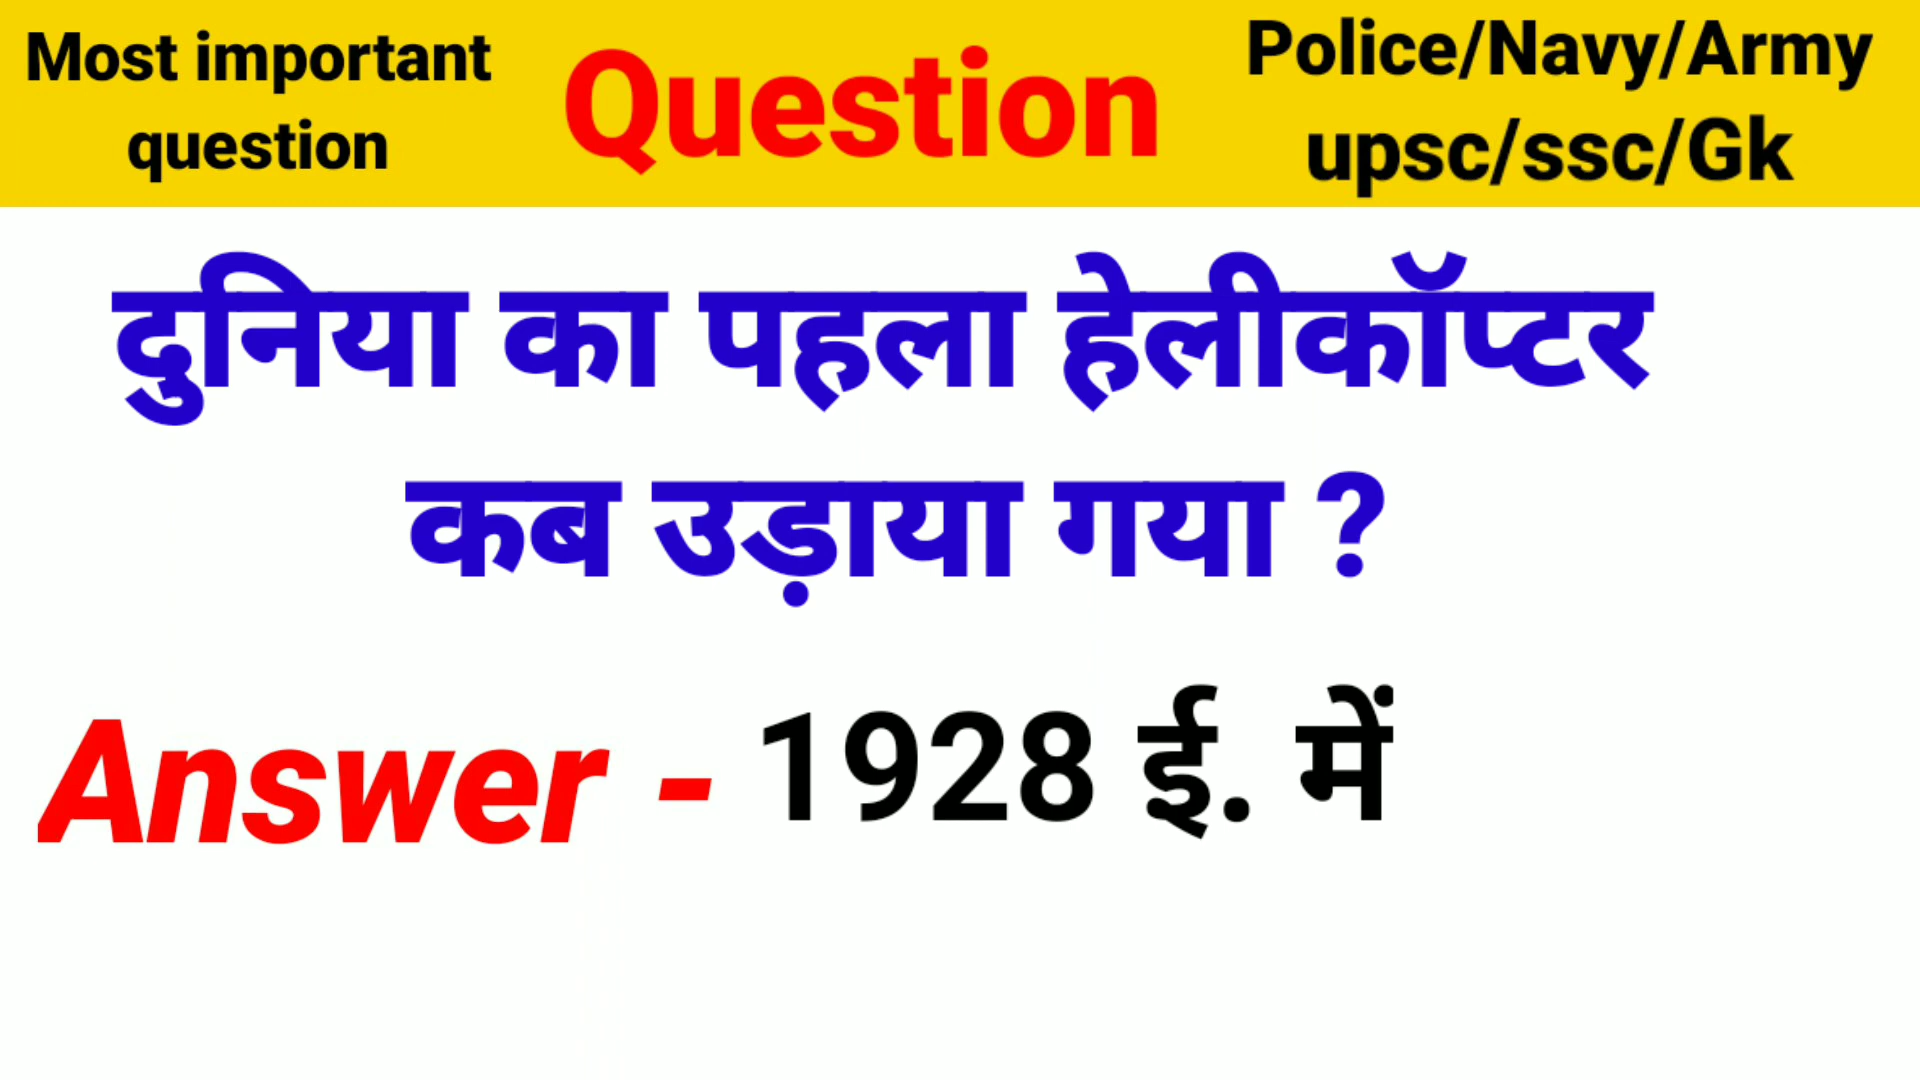 Most important
question
Question
Police/Navy/Army
upsc/ssc/Gk
दुनिया का पहला हेलीकॉप्टर
कब उड़ाया गया ?
Answer - 1928 ई. में